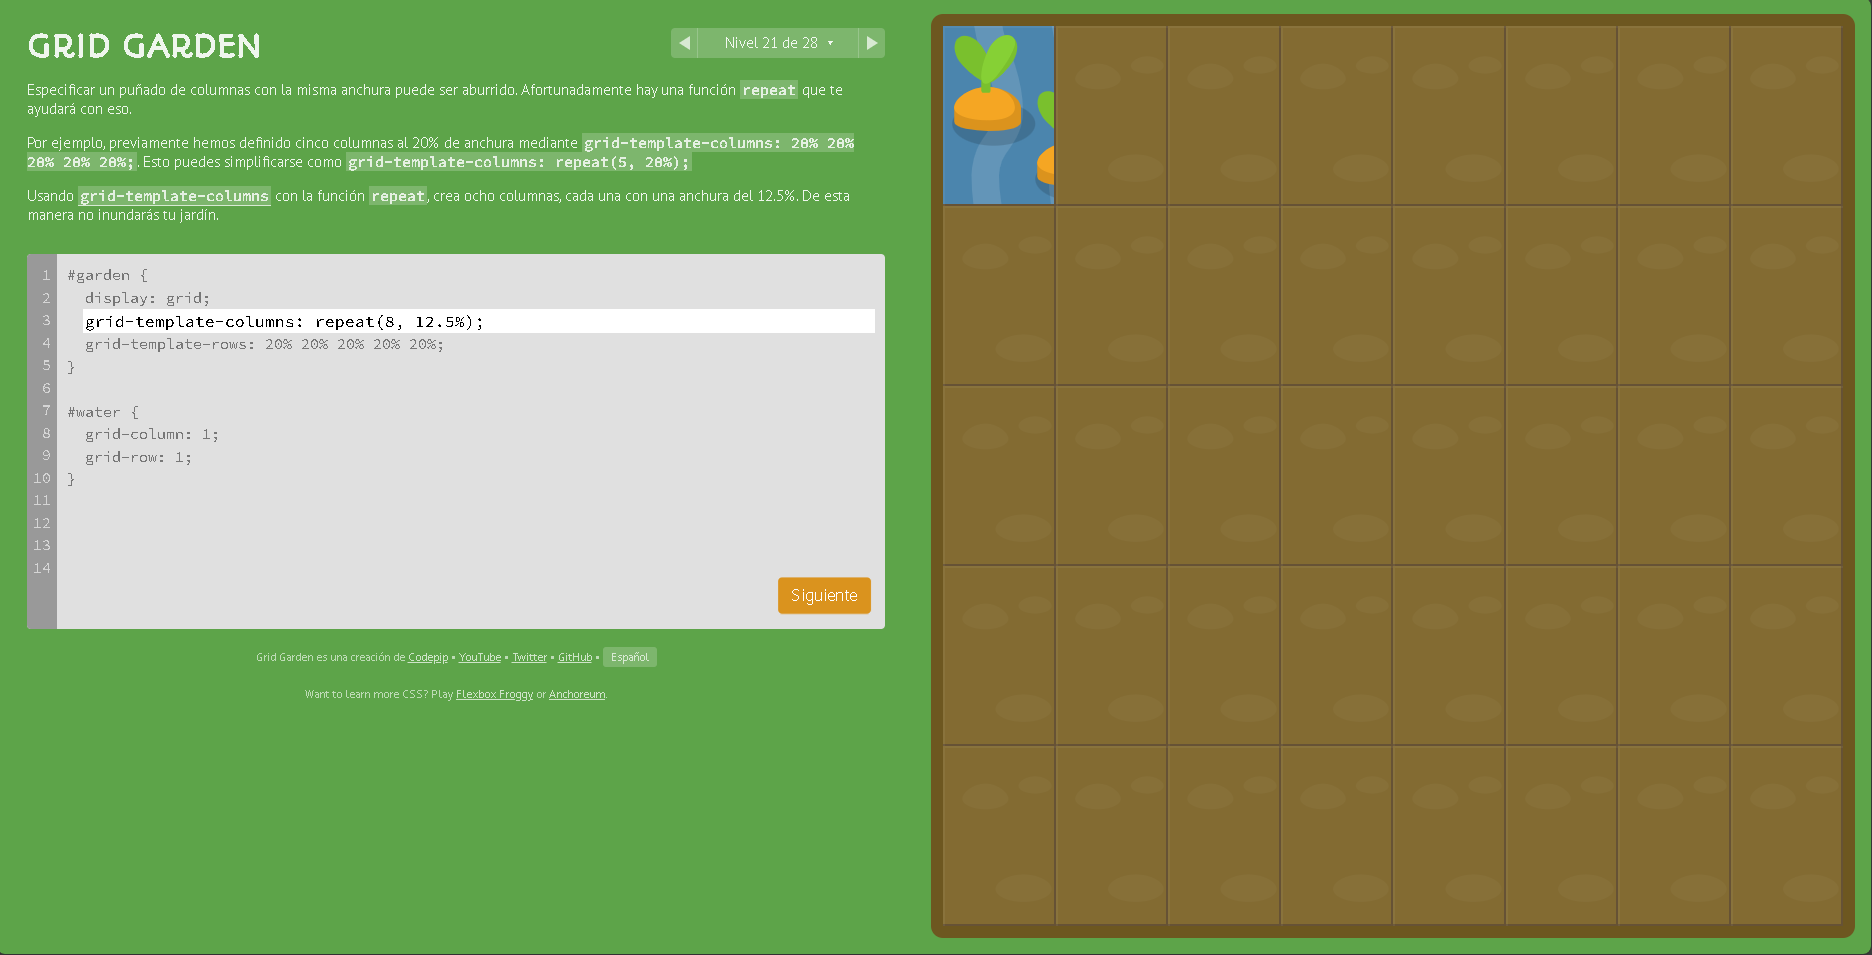 GRID GARDEN
Nivel 21 de 28
Especificar un puñado de columnas con la misma anchura puede ser aburrido. Afortunadamente hay una función repeat que te
ayudará con eso.
Por ejemplo, previamente hemos definido cinco columnas al 20% de anchura mediante grid-template-columns: 20% 20%
20% 20% 20%;. Esto puedes simplificarse como grid-template-columns: repeat(5, 20%);
Usando grid-template-columns con la función repeat, crea ocho columnas, cada una con una anchura del 12.5%. De esta
manera no inundarás tu jardín.
1 #garden {
2 display: grid;
3 grid-template-columns: repeat(8, 12.5%);
4 grid-template-rows: 20% 20% 20% 20% 20%;
5 }
6
7 #water {
8 grid-column: 1;
9 grid-row: 1;
10 }
11
12
13
14
Siguiente
Grid Garden es una creación de Codepip • YouTube • Twitter • GitHub • Español
Want to learn more CSS? Play Flexbox Froggy or Anchoreum.